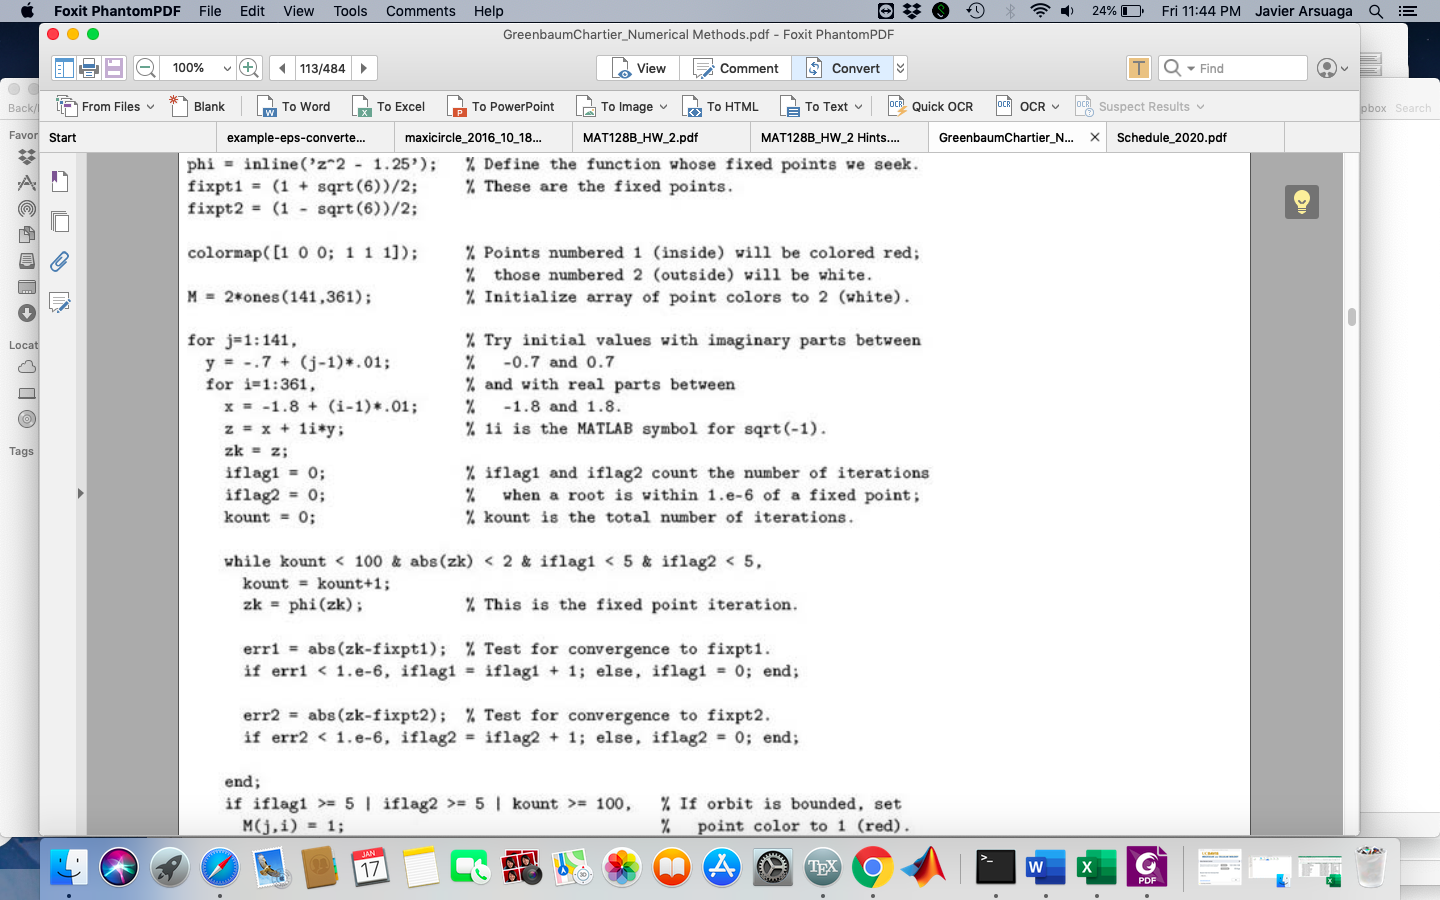 Foxit PhantomPDF File Edit View Tools Comments Help
24% Fri 11:44 PM Javier Arsuaga
GreenbaumChartier_Numerical Methods.pdf - Foxit PhantomPDF
100% 113/484 View Comment Convert T Find
From Files Blank To Word To Excel To PowerPoint To Image To HTML To Text Quick OCR OCR Suspect Results
Start example-eps-converte... maxicircle_2016_10_18... MAT128B_HW_2.pdf MAT128B_HW_2 Hints.... GreenbaumChartier_N... Schedule_2020.pdf
Back/
pbox Search
Favor
Locat
Tags
phi = inline('z^2 - 1.25'); % Define the function whose fixed points we seek.
fixpt1 = (1 + sqrt(6))/2; % These are the fixed points.
fixpt2 = (1 - sqrt(6))/2;
colormap([1 0 0; 1 1 1]); % Points numbered 1 (inside) will be colored red;
% those numbered 2 (outside) will be white.
M = 2*ones(141,361); % Initialize array of point colors to 2 (white).
for j=1:141, % Try initial values with imaginary parts between
y = -.7 + (j-1)*.01; % -0.7 and 0.7
for i=1:361, % and with real parts between
x = -1.8 + (i-1)*.01; % -1.8 and 1.8.
z = x + 1i*y; % 1i is the MATLAB symbol for sqrt(-1).
zk = z;
iflag1 = 0; % iflag1 and iflag2 count the number of iterations
iflag2 = 0; % when a root is within 1.e-6 of a fixed point;
kount = 0; % kount is the total number of iterations.
while kount < 100 & abs(zk) < 2 & iflag1 < 5 & iflag2 < 5,
kount = kount+1;
zk = phi(zk); % This is the fixed point iteration.
err1 = abs(zk-fixpt1); % Test for convergence to fixpt1.
if err1 < 1.e-6, iflag1 = iflag1 + 1; else, iflag1 = 0; end;
err2 = abs(zk-fixpt2); % Test for convergence to fixpt2.
if err2 < 1.e-6, iflag2 = iflag2 + 1; else, iflag2 = 0; end;
end;
if iflag1 >= 5 | iflag2 >= 5 | kount >= 100, % If orbit is bounded, set
M(j,i) = 1; % point color to 1 (red).
JAN
17
TEX
W
X
PDF